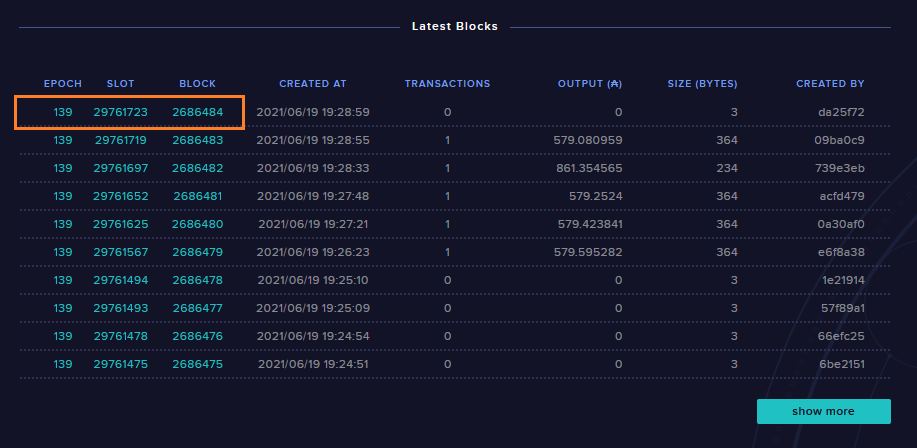 Latest Blocks
EPOCH SLOT BLOCK CREATED AT TRANSACTIONS OUTPUT (₳) SIZE (BYTES) CREATED BY
139 29761723 2686484 2021/06/19 19:28:59 0 0 3 da25f72
139 29761719 2686483 2021/06/19 19:28:55 1 579.080959 364 09ba0c9
139 29761697 2686482 2021/06/19 19:28:33 1 861.354565 234 739e3eb
139 29761652 2686481 2021/06/19 19:27:48 1 579.2524 364 acfd479
139 29761625 2686480 2021/06/19 19:27:21 1 579.423841 364 0a30af0
139 29761567 2686479 2021/06/19 19:26:23 1 579.595282 364 e6f8a38
139 29761494 2686478 2021/06/19 19:25:10 0 0 3 1e21914
139 29761493 2686477 2021/06/19 19:25:09 0 0 3 57f89a1
139 29761478 2686476 2021/06/19 19:24:54 0 0 3 66efc25
139 29761475 2686475 2021/06/19 19:24:51 0 0 3 6be2151
show more